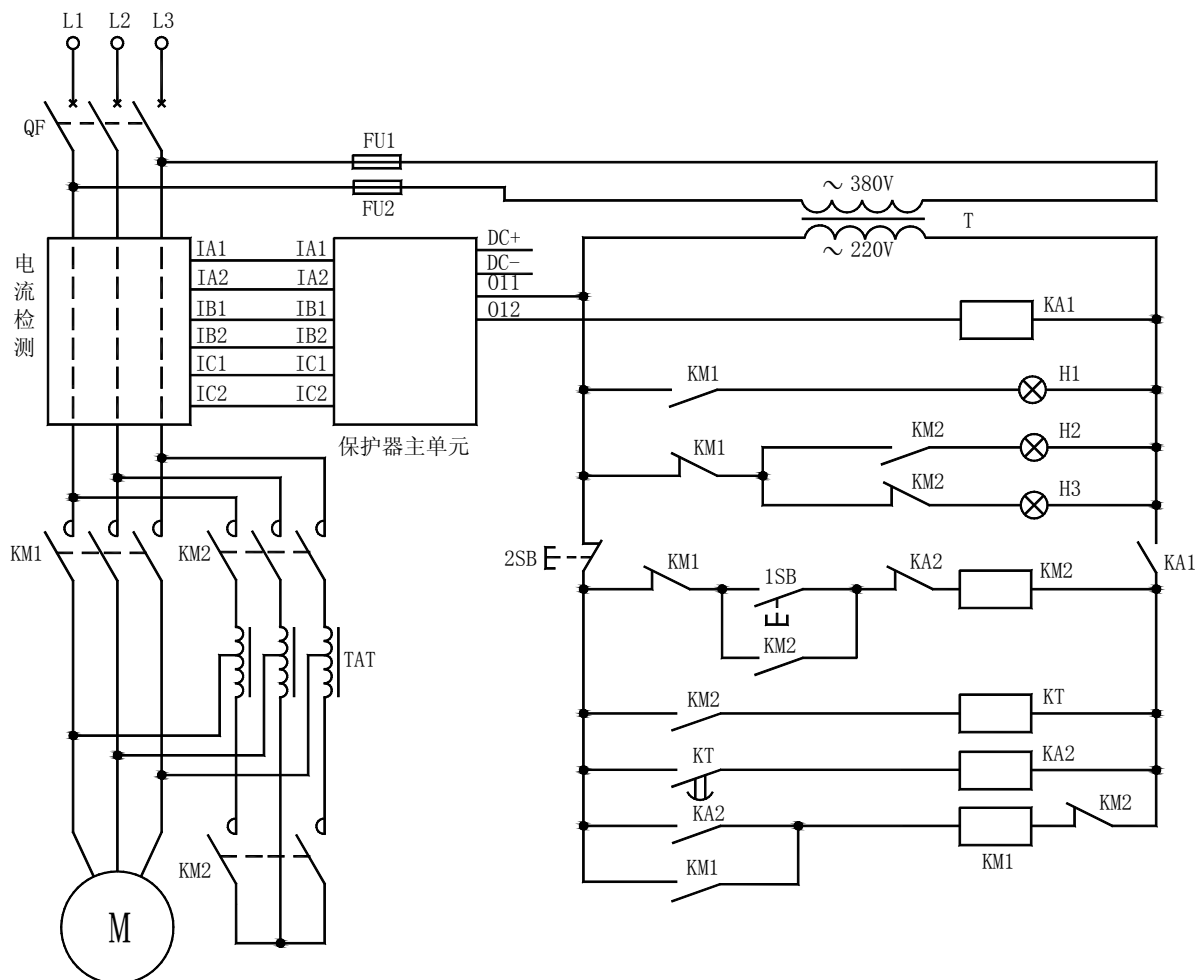 L1 L2 L3
QF
FU1
FU2
～380V
T
～220V
电流检测
IA1 IA1
IA2 IA2
IB1 IB1
IB2 IB2
IC1 IC1
IC2 IC2
DC+
DC-
011
012
保护器主单元
KA1
KM1 H1
KM1 KM2 H2
KM2 H3
KM1 KM2
2SB
KM1 1SB KA2 KM2 KA1
KM2
TAT
KM2 KT
KT KA2
KA2 KM2
KM1
KM1
KM2
M